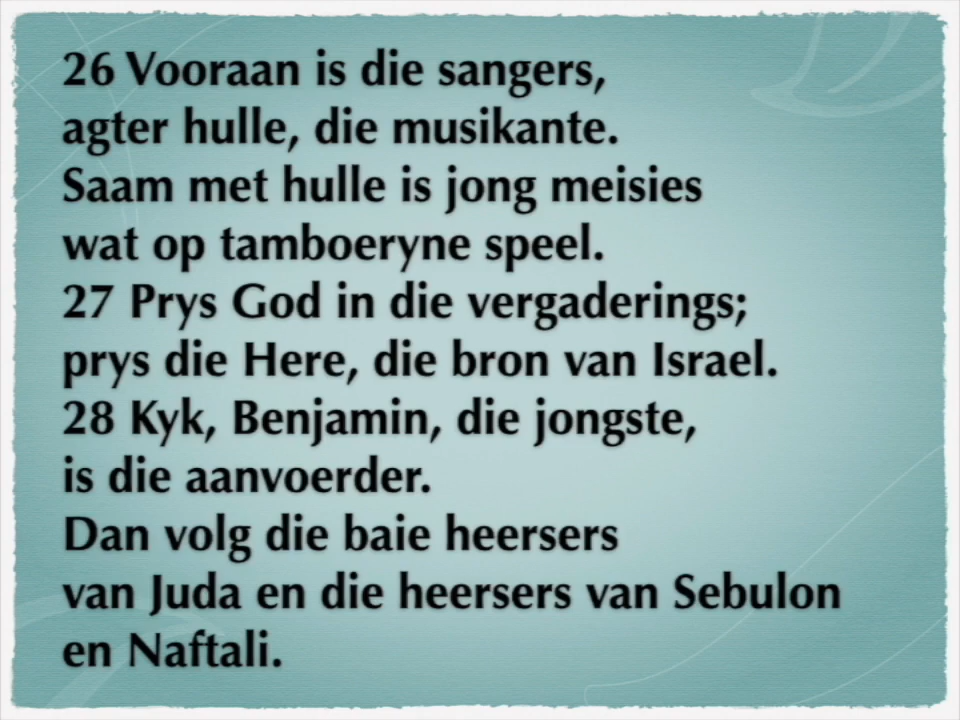 26 Vooraan is die sangers,
agter hulle, die musikante.
Saam met hulle is jong meisies
wat op tamboeryne speel.
27 Prys God in die vergaderings;
prys die Here, die bron van Israel.
28 Kyk, Benjamin, die jongste,
is die aanvoerder.
Dan volg die baie heersers
van Juda en die heersers van Sebulon
en Naftali.